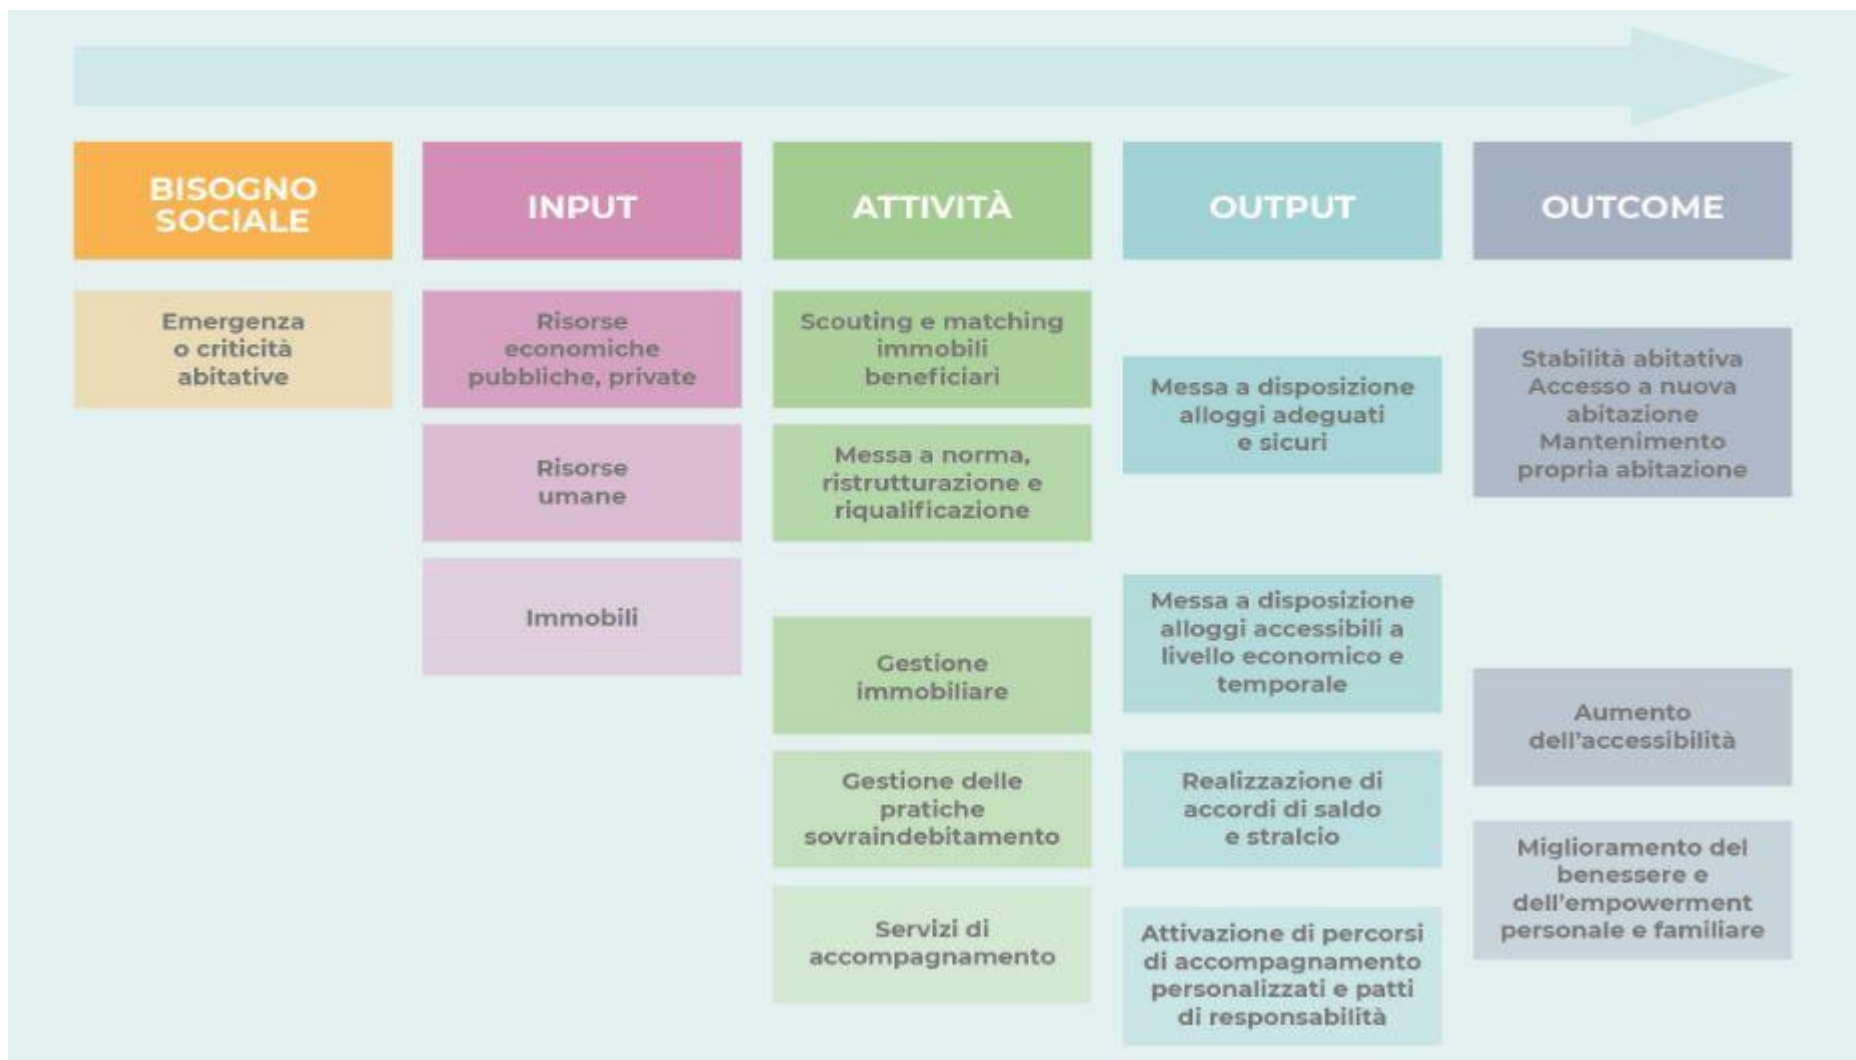 BISOGNO
SOCIALE
INPUT
ATTIVITÀ
OUTPUT
OUTCOME
Emergenza
o criticità
abitative
Risorse
economiche
pubbliche, private
Risorse
umane
Immobili
Scouting e matching
immobili
beneficiari
Messa a norma,
ristrutturazione e
riqualificazione
Gestione
immobiliare
Gestione delle
pratiche
sovraindebitamento
Servizi di
accompagnamento
Messa a disposizione
alloggi adeguati
e sicuri
Messa a disposizione
alloggi accessibili a
livello economico e
temporale
Realizzazione di
accordi di saldo
e stralcio
Attivazione di percorsi
di accompagnamento
personalizzati e patti
di responsabilità
Stabilità abitativa
Accesso a nuova
abitazione
Mantenimento
propria abitazione
Aumento
dell'accessibilità
Miglioramento del
benessere e
dell'empowerment
personale e familiare